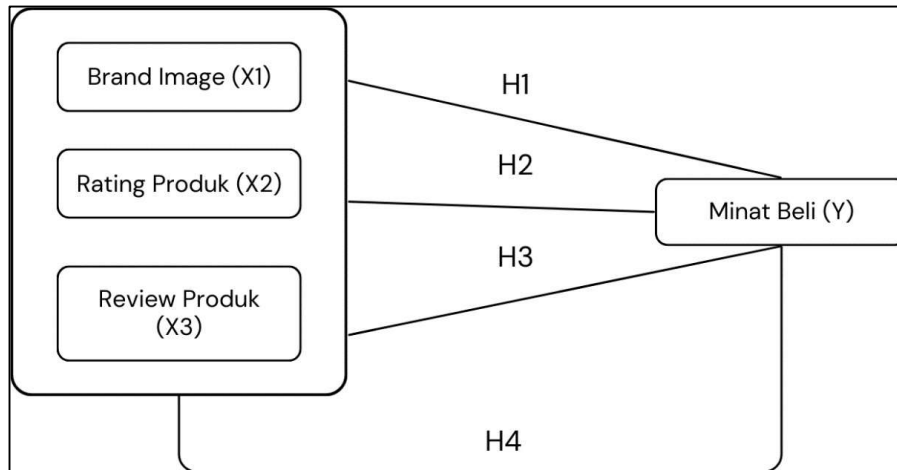 Brand Image (X1)
H1
H2
Rating Produk (X2)
Minat Beli (Y)
H3
Review Produk
(X3)
H4